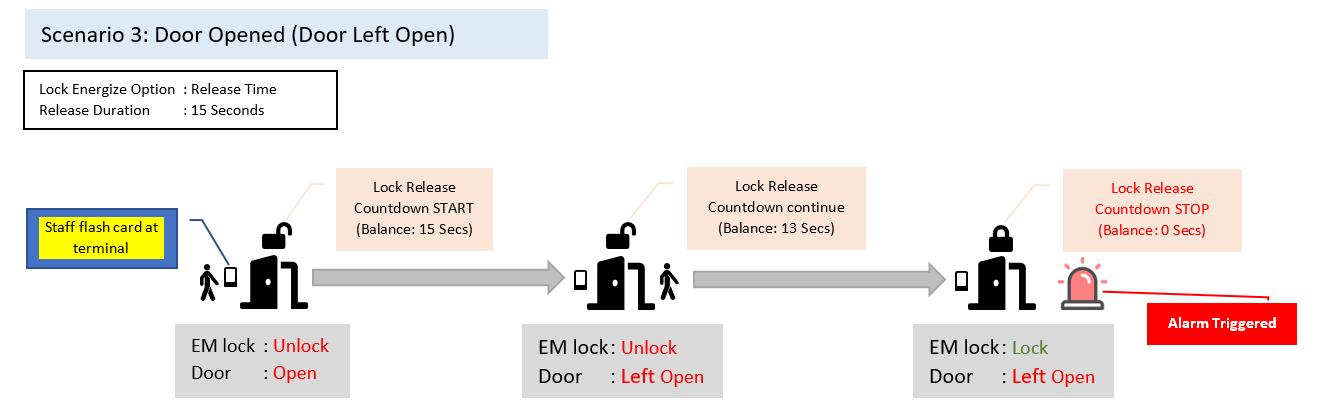 Scenario 3: Door Opened (Door Left Open)
Lock Energize Option : Release Time
Release Duration : 15 Seconds
Staff flash card at
terminal
Lock Release
Countdown START
(Balance: 15 Secs)
Lock Release
Countdown continue
(Balance: 13 Secs)
Lock Release
Countdown STOP
(Balance: 0 Secs)
Alarm Triggered
EM lock : Unlock
Door : Open
EM lock : Unlock
Door : Left Open
EM lock : Lock
Door : Left Open